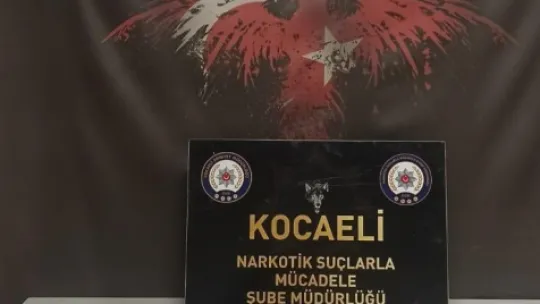 KOCAELİ
NARKOTİK SUÇLARLA
MÜCADELE
ŞUBE MÜDÜRLÜĞÜ